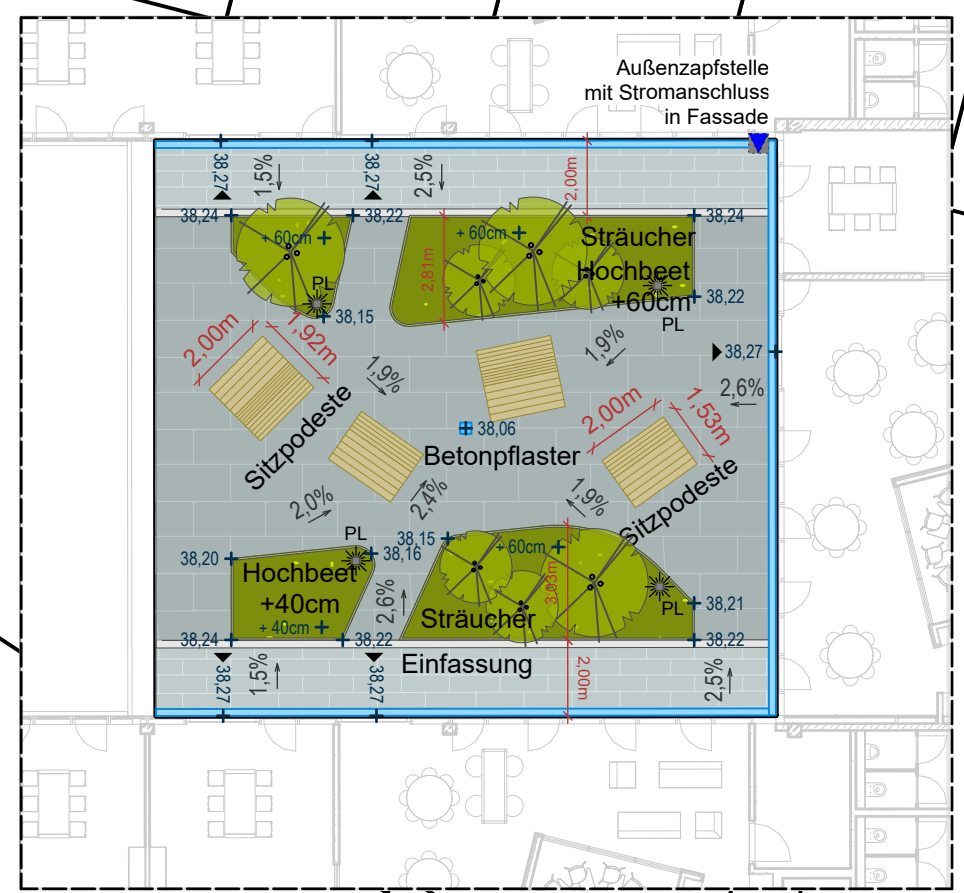 Außenzapfstelle
mit Stromanschluss
in Fassade
38,27
1,5%
38,27
2,5%
2,00m
38,24
38,22
38,24
+ 60cm
+ 60cm
Sträucher
Hochbeet
+60cm
2,81m
PL
PL
38,22
38,15
2,00m
1,92m
1,9%
1,9%
38,27
2,6%
Sitzpodeste
2,00m
1,53m
38,06
Betonpflaster
Sitzpodeste
2,0%
2,4%
1,9%
PL
38,15
38,16
38,20
+ 60cm
Hochbeet
+40cm
+ 40cm
2,6%
3,03m
Sträucher
PL
38,21
38,24
38,22
38,22
Einfassung
38,27
1,5%
38,27
2,00m
2,5%